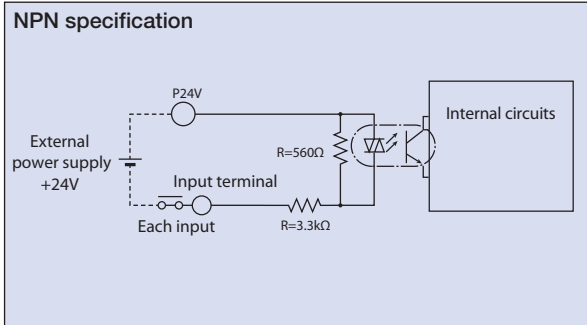 NPN specification
P24V
Internal circuits
External
power supply
+24V
R=560Ω
Input terminal
Each input
R=3.3kΩ